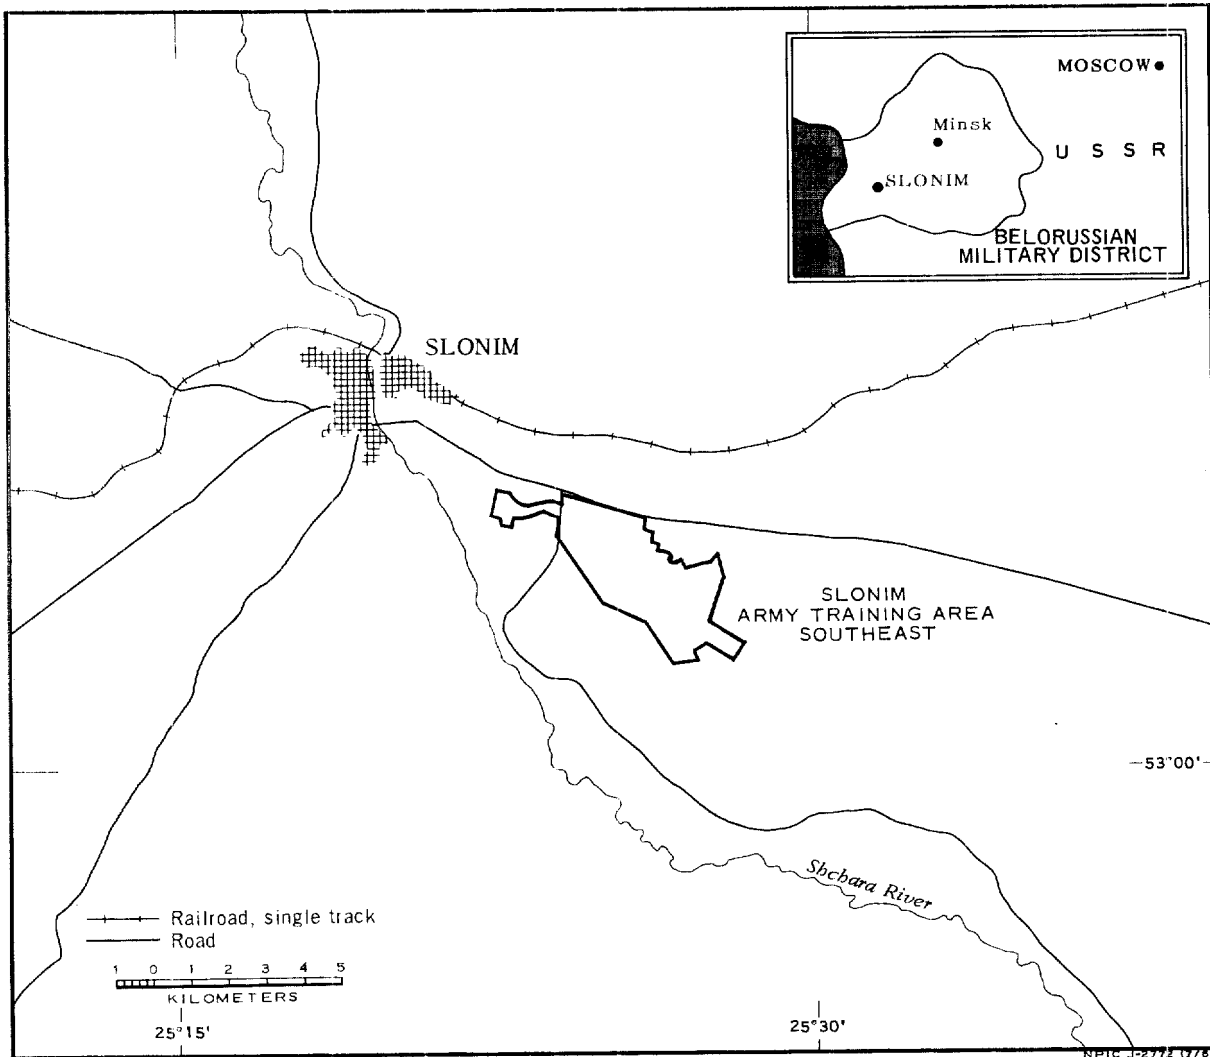 MOSCOW
Minsk
U S S R
SLONIM
BELORUSSIAN
MILITARY DISTRICT
SLONIM
SLONIM
ARMY TRAINING AREA
SOUTHEAST
53°00'
Shchara River
Railroad, single track
Road
1 0 1 2 3 4 5
KILOMETERS
25°15'
25°30'
NPIC